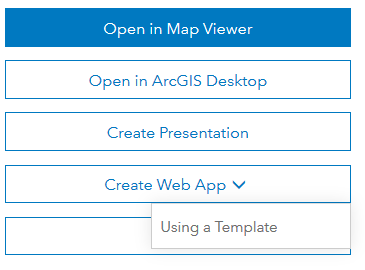 Open in Map Viewer
Open in ArcGIS Desktop
Create Presentation
Create Web App
Using a Template